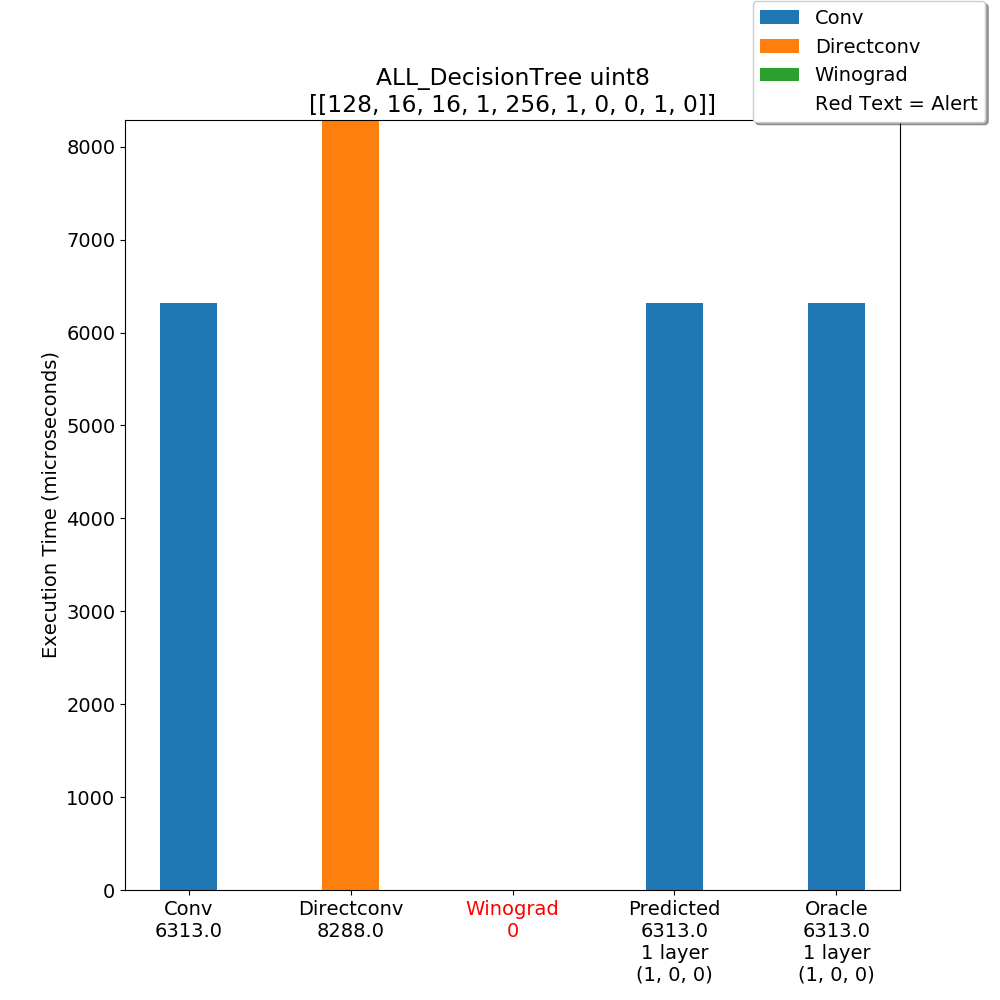 Conv
Directconv
Winograd
Red Text = Alert
ALL_DecisionTree uint8
[[128, 16, 16, 1, 256, 1, 0, 0, 1, 0]]
Execution Time (microseconds)
8000
7000
6000
5000
4000
3000
2000
1000
0
Conv
6313.0
Directconv
8288.0
Winograd
0
Predicted
6313.0
1 layer
(1, 0, 0)
Oracle
6313.0
1 layer
(1, 0, 0)